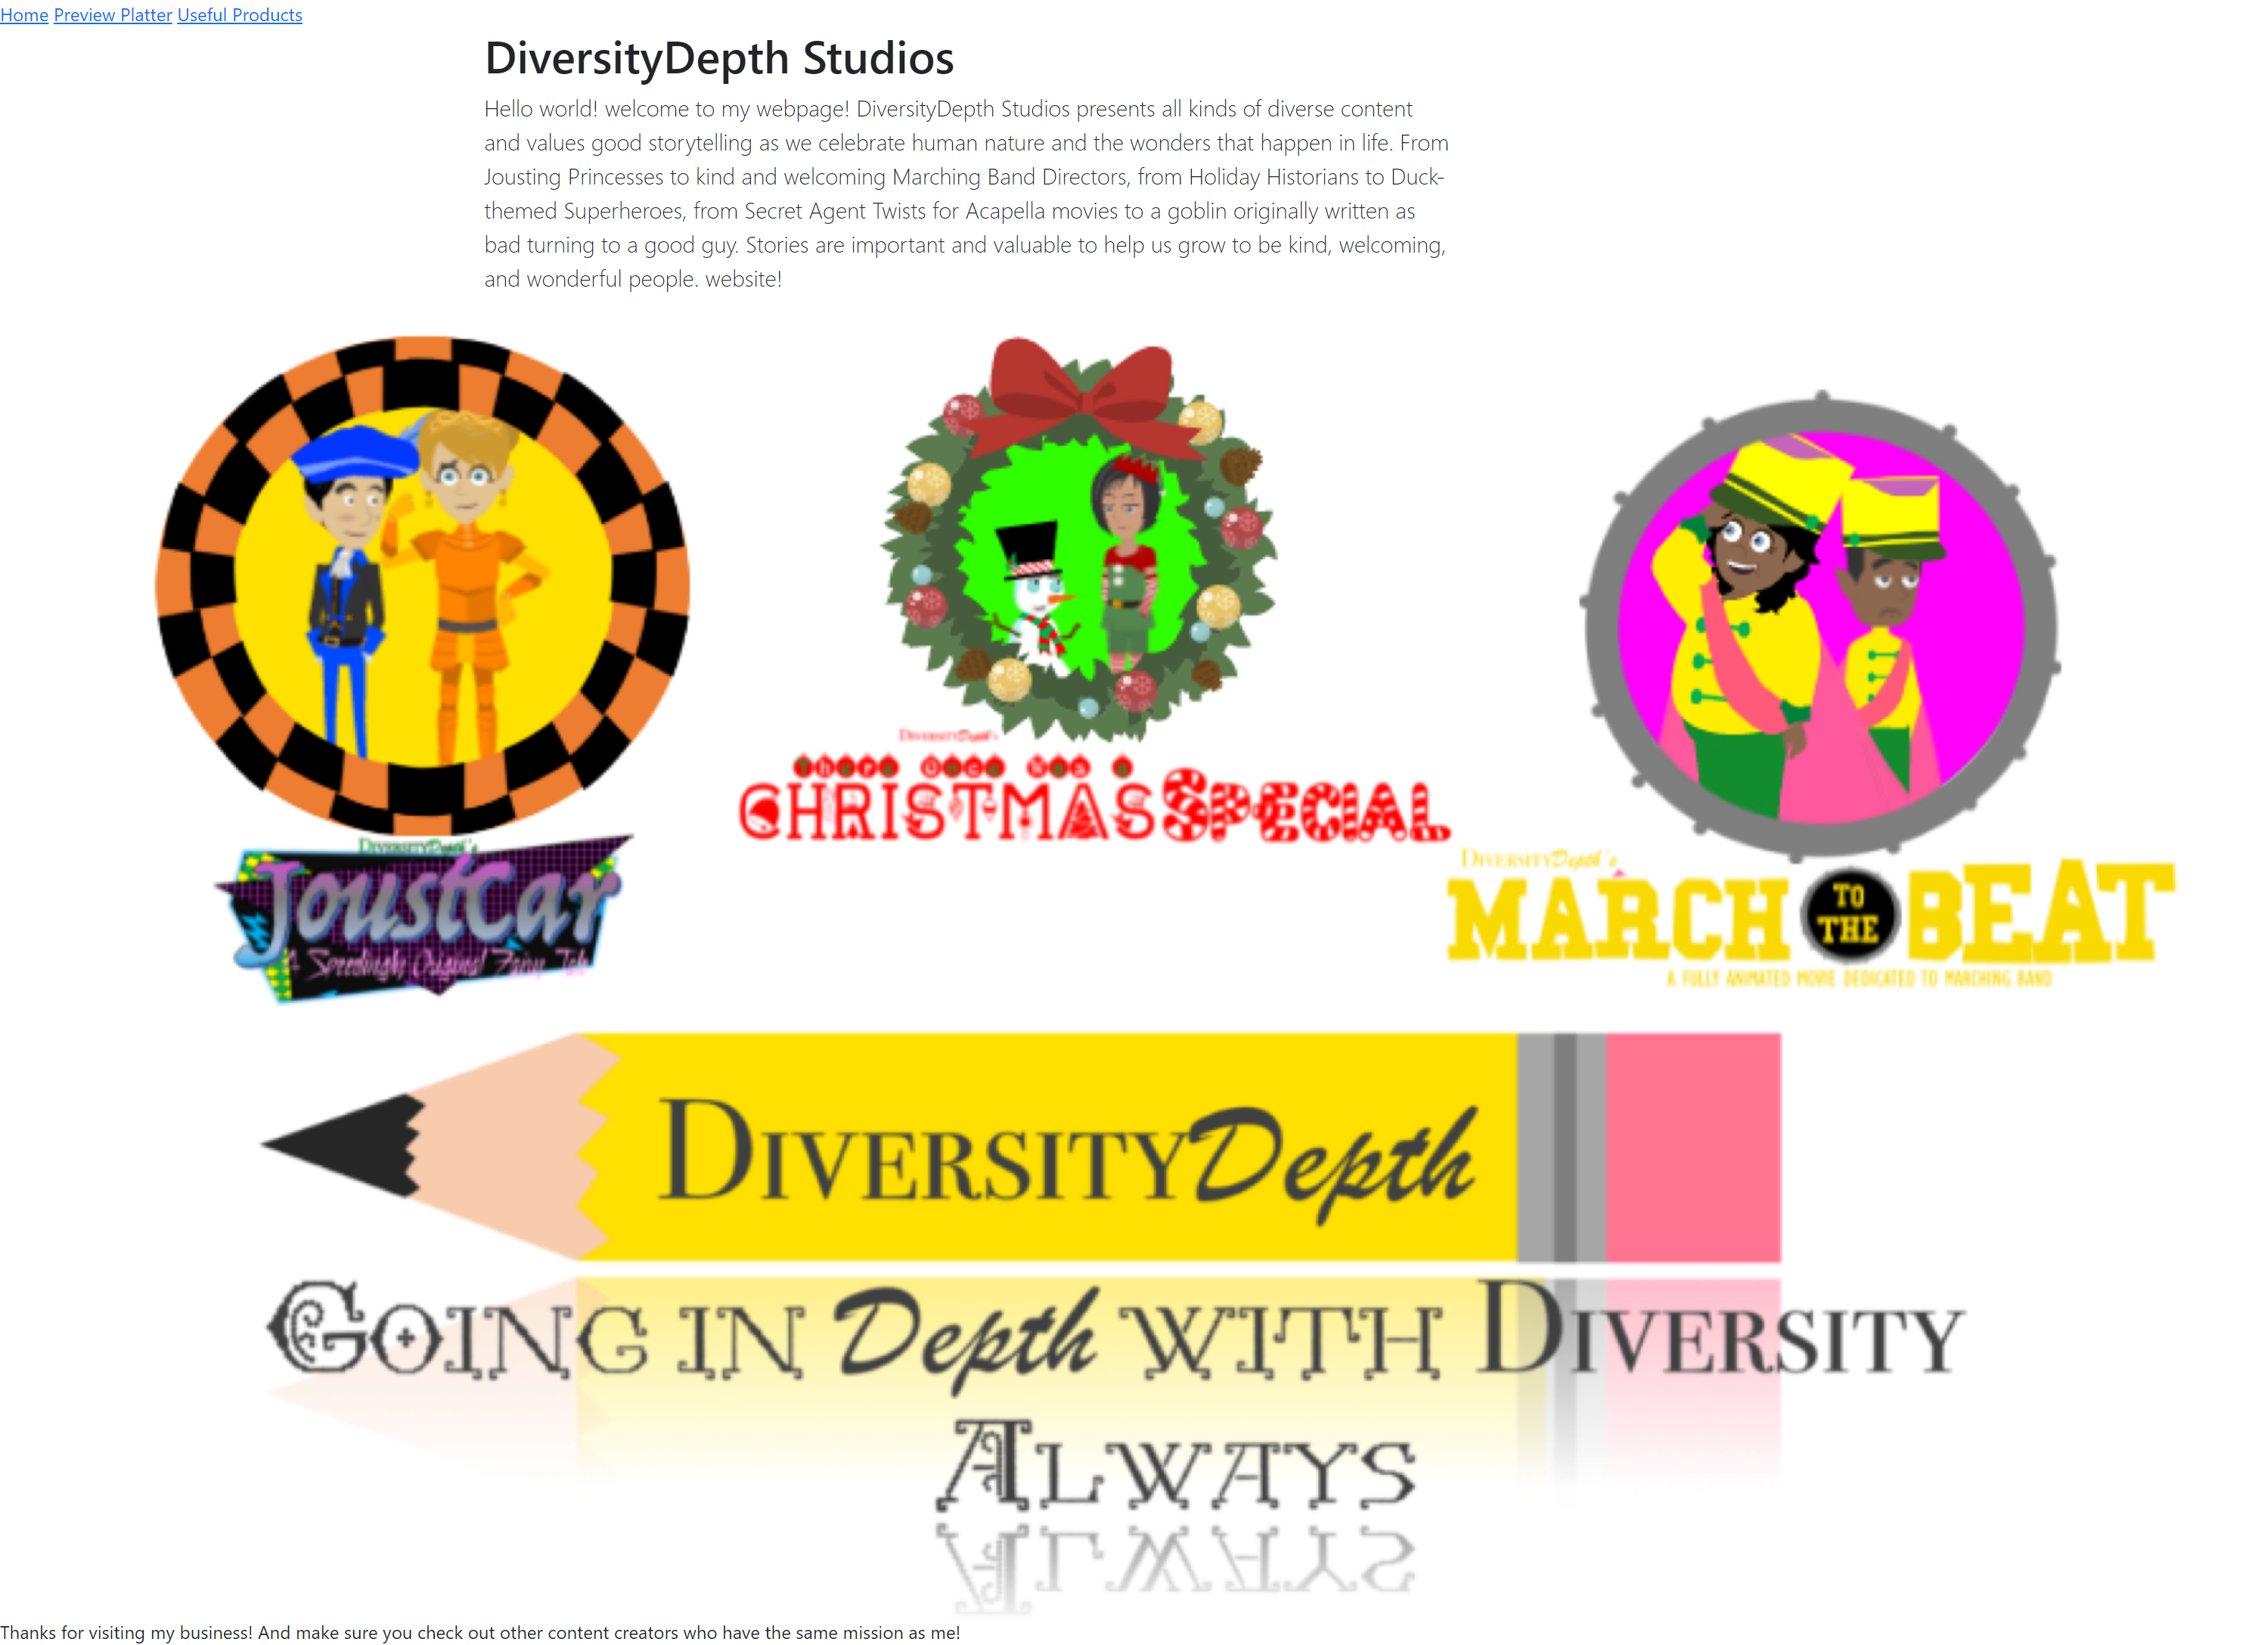 Home Preview Platter Useful Products
DiversityDepth Studios
Hello world! welcome to my webpage! DiversityDepth Studios presents all kinds of diverse content
and values good storytelling as we celebrate human nature and the wonders that happen in life. From
Jousting Princesses to kind and welcoming Marching Band Directors, from Holiday Historians to Duck-
themed Superheroes, from Secret Agent Twists for Acapella movies to a goblin originally written as
bad turning to a good guy. Stories are important and valuable to help us grow to be kind, welcoming,
and wonderful people. website!
DiversityDepth's
JoustCar
A Speedingly Original Fairy Tale
DiversityDepth's
There Once Was a
CHRISTMAS SPECIAL
DiversityDepth's
MARCH TO THE BEAT
A FULLY ANIMATED MOVIE DEDICATED TO MARCHING BAND
DIVERSITYDepth
GOING IN Depth WITH DIVERSITY
ALWAYS
Thanks for visiting my business! And make sure you check out other content creators who have the same mission as me!